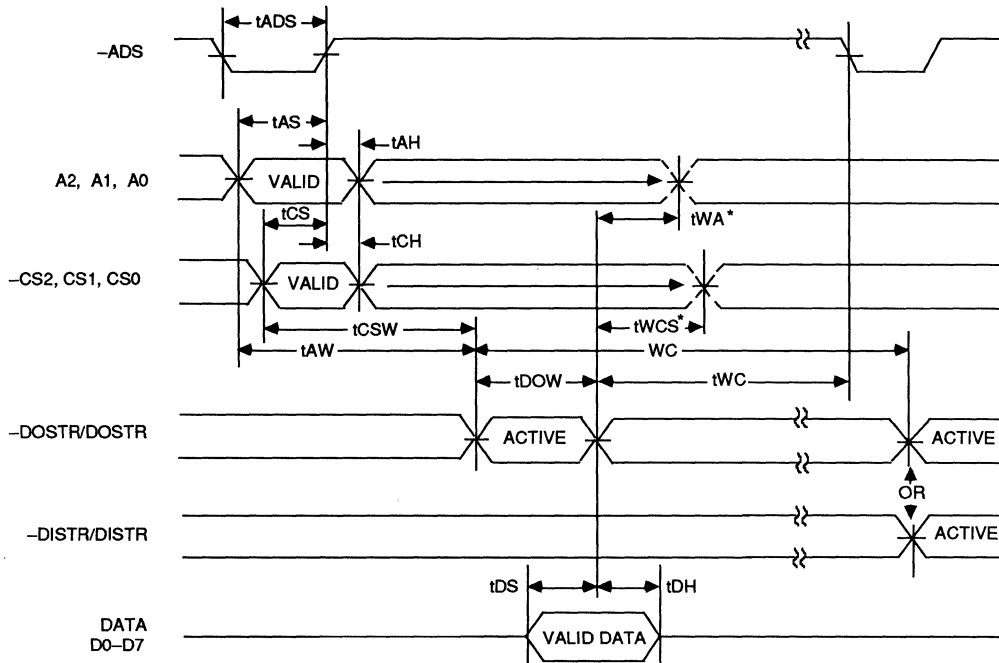 tADS
–ADS
tAS
tAH
A2, A1, A0
VALID
tCS
tWA*
tCH
–CS2, CS1, CS0
VALID
tCSW
tWCS*
tAW
WC
tDOW
tWC
–DOSTR/DOSTR
ACTIVE
ACTIVE
OR
–DISTR/DISTR
ACTIVE
tDS
tDH
DATA
D0–D7
VALID DATA